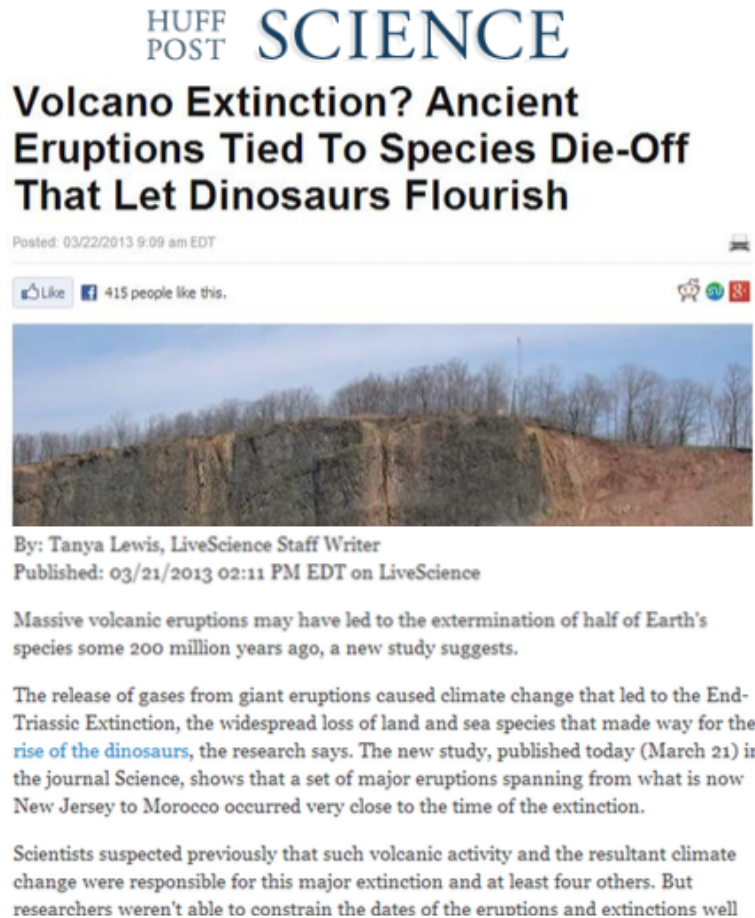 HUFF
POST SCIENCE
Volcano Extinction? Ancient
Eruptions Tied To Species Die-Off
That Let Dinosaurs Flourish
Posted: 03/22/2013 9:09 am EDT
Like 415 people like this.
By: Tanya Lewis, LiveScience Staff Writer
Published: 03/21/2013 02:11 PM EDT on LiveScience
Massive volcanic eruptions may have led to the extermination of half of Earth's
species some 200 million years ago, a new study suggests.
The release of gases from giant eruptions caused climate change that led to the End-
Triassic Extinction, the widespread loss of land and sea species that made way for the
rise of the dinosaurs, the research says. The new study, published today (March 21) in
the journal Science, shows that a set of major eruptions spanning from what is now
New Jersey to Morocco occurred very close to the time of the extinction.
Scientists suspected previously that such volcanic activity and the resultant climate
change were responsible for this major extinction and at least four others. But
researchers weren't able to constrain the dates of the eruptions and extinctions well